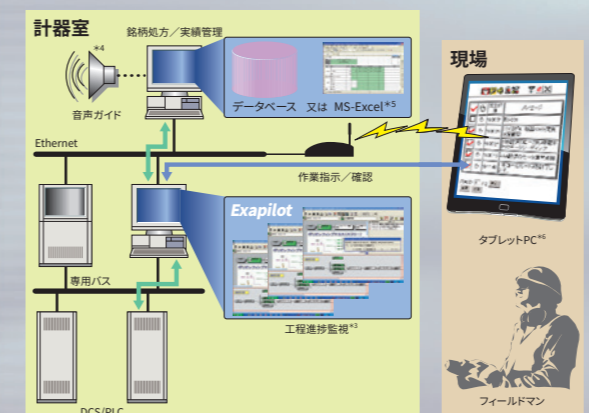 計器室
銘柄処方／実績管理
*4
音声ガイド
データベース 又は MS-Excel*5
Ethernet
作業指示／確認
Exapilot
専用バス
工程進捗監視*3
DCS/PLC
現場
タブレットPC*6
フィールドマン